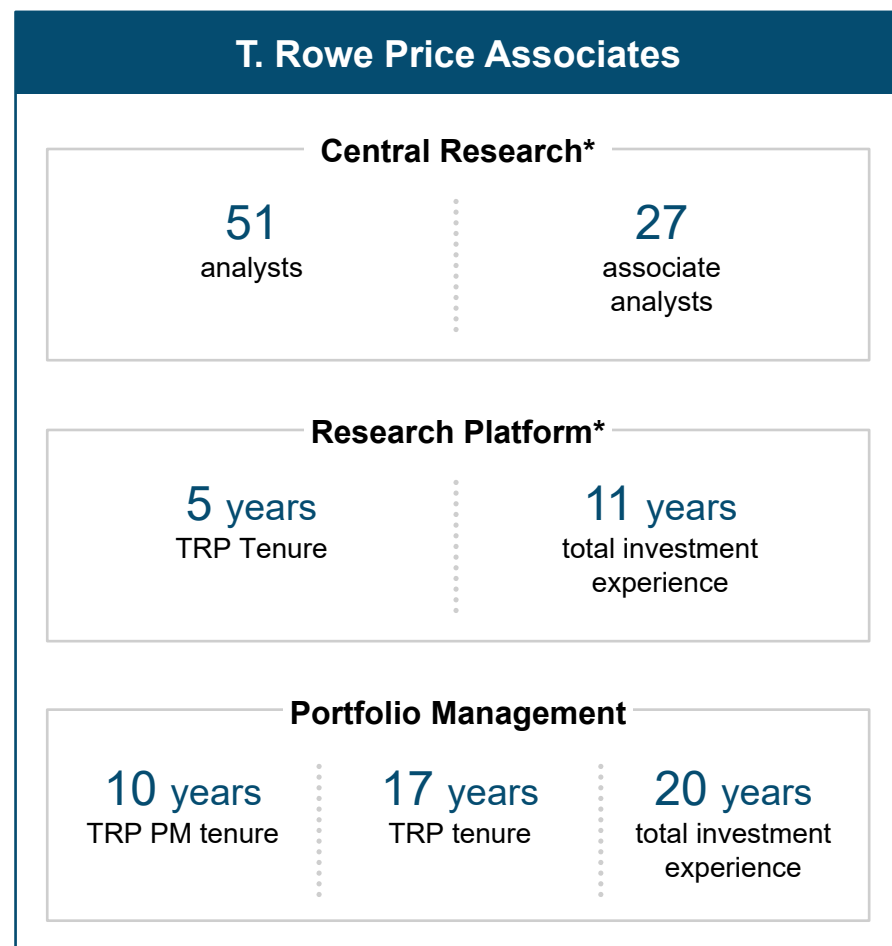 T. Rowe Price Associates
Central Research*
51
analysts
27
associate
analysts
Research Platform*
5 years
TRP Tenure
11 years
total investment
experience
Portfolio Management
10 years
TRP PM tenure
17 years
TRP tenure
20 years
total investment
experience